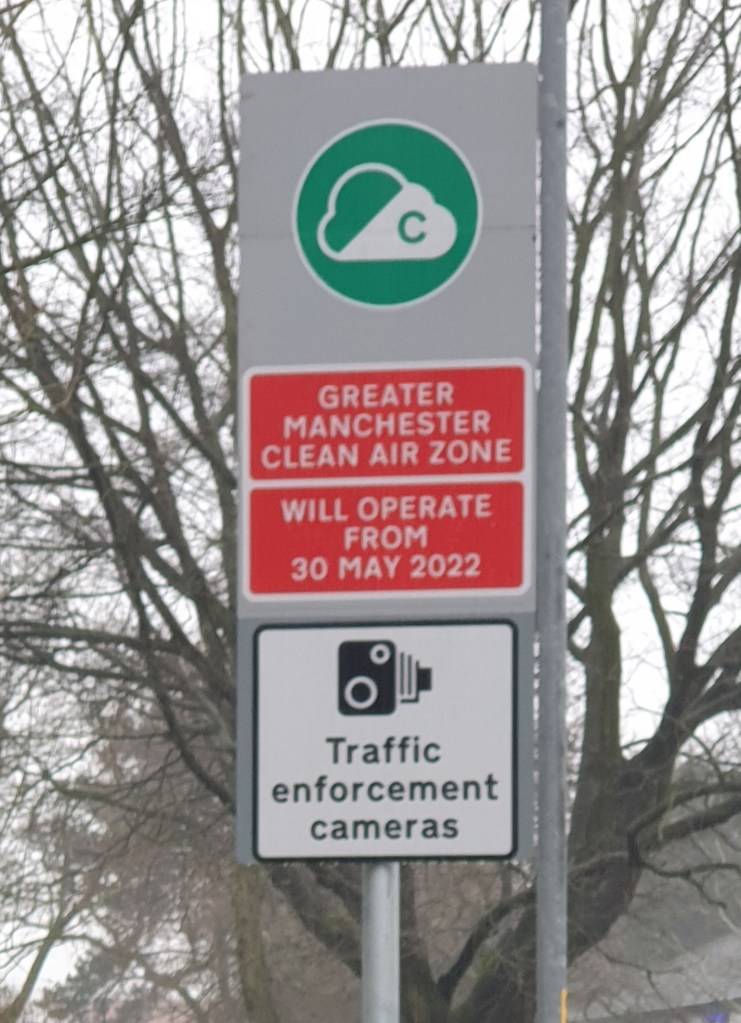 C
GREATER
MANCHESTER
CLEAN AIR ZONE
WILL OPERATE
FROM
30 MAY 2022
Traffic
enforcement
cameras